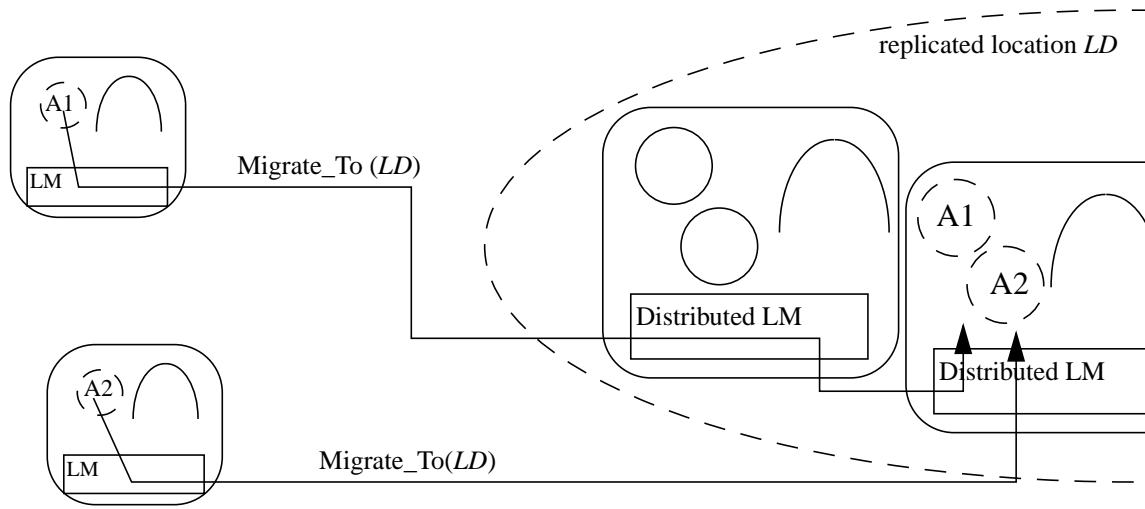 replicated location LD
A1
LM
Migrate_To (LD)
A1
A2
Distributed LM
Distributed LM
A2
LM
Migrate_To(LD)